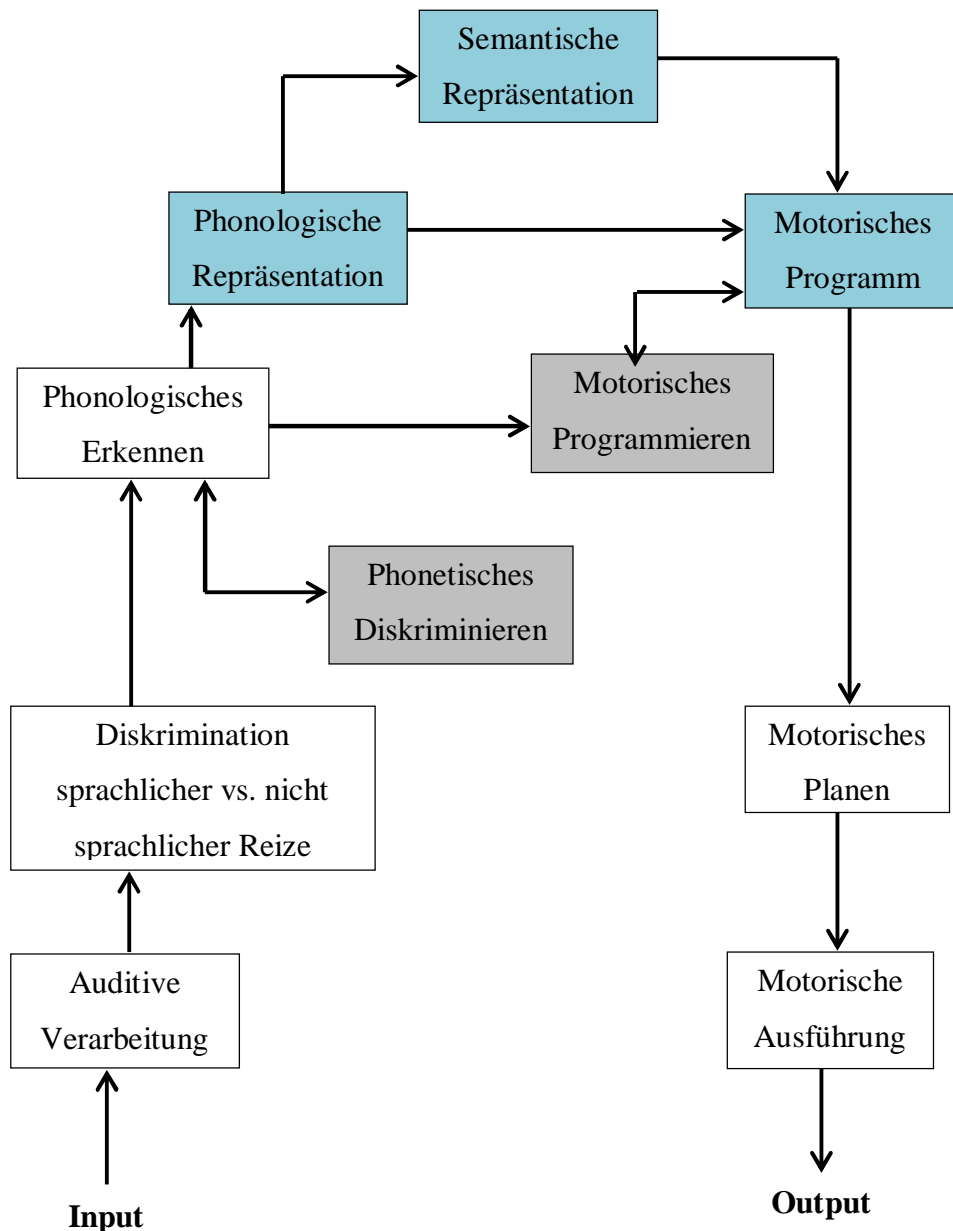 Semantische
Repräsentation
Phonologische
Repräsentation
Motorisches
Programm
Phonologisches
Erkennen
Motorisches
Programmieren
Phonetisches
Diskriminieren
Diskrimination
sprachlicher vs. nicht
sprachlicher Reize
Motorisches
Planen
Auditive
Verarbeitung
Motorische
Ausführung
Input
Output